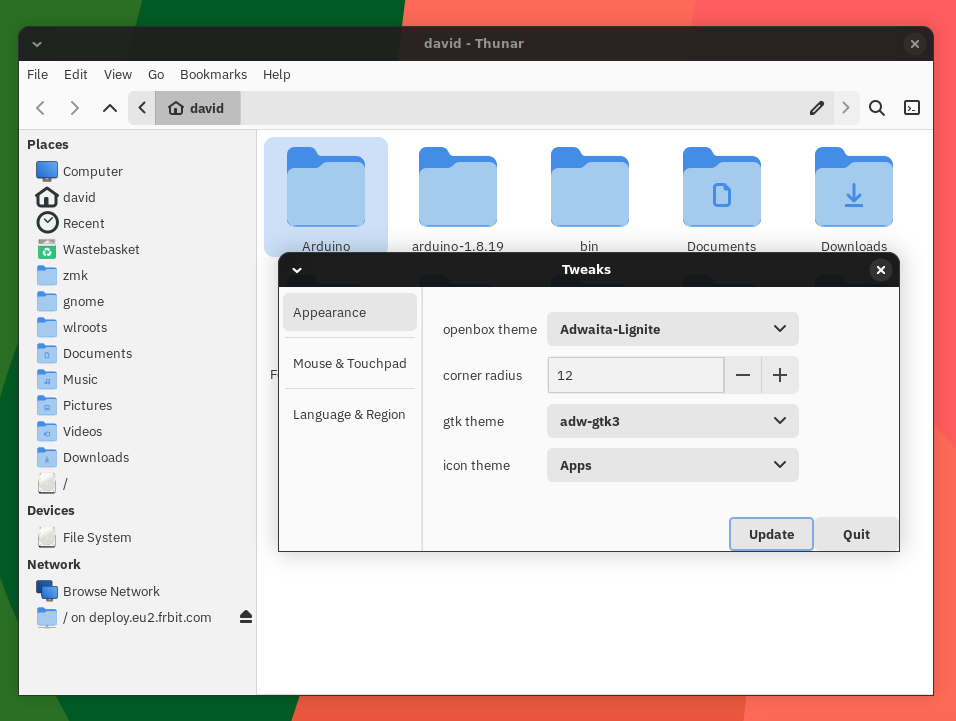 david - Thunar
File Edit View Go Bookmarks Help
david
Places
Computer
david
Recent
Wastebasket
zmk
gnome
wlroots
Documents
Music
Pictures
Videos
Downloads
/
Devices
File System
Network
Browse Network
/ on deploy.eu2.frbit.com
Arduino arduino-1.8.19 bin Documents Downloads
Tweaks
Appearance
Mouse & Touchpad
Language & Region
openbox theme Adwaita-Lignite
corner radius 12
gtk theme adw-gtk3
icon theme Apps
Update Quit